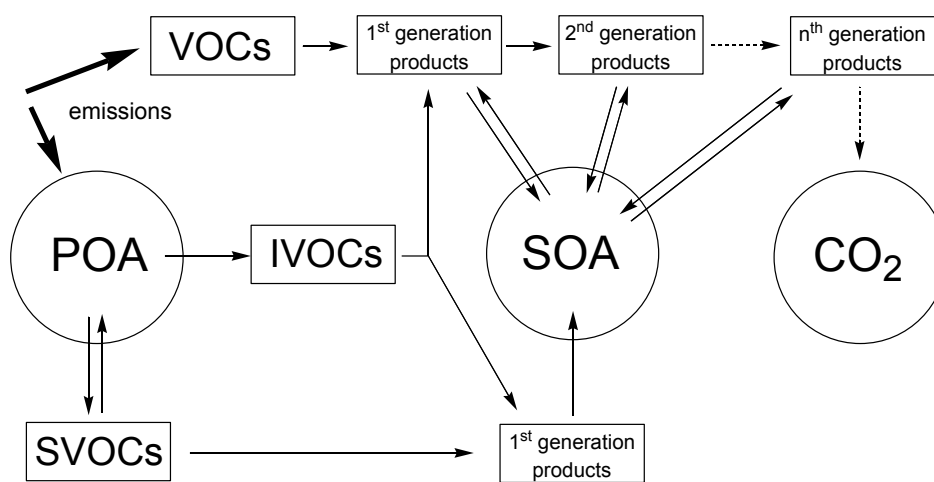 VOCs
1st generation
products
2nd generation
products
nth generation
products
emissions
POA
IVOCs
SOA
CO2
SVOCs
1st generation
products